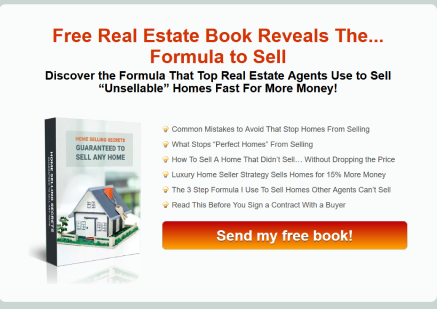 Free Real Estate Book Reveals The...
Formula to Sell
Discover the Formula That Top Real Estate Agents Use to Sell
“Unsellable” Homes Fast For More Money!
HOME SELLING SECRETS
GUARANTEED TO
SELL ANY HOME
HOME SELLING SECRETS
Common Mistakes to Avoid That Stop Homes From Selling
What Stops “Perfect Homes” From Selling
How To Sell A Home That Didn’t Sell… Without Dropping the Price
Luxury Home Seller Strategy Sells Homes for 15% More Money
The 3 Step Formula I Use To Sell Homes Other Agents Can’t Sell
Read This Before You Sign a Contract With a Buyer
Send my free book!